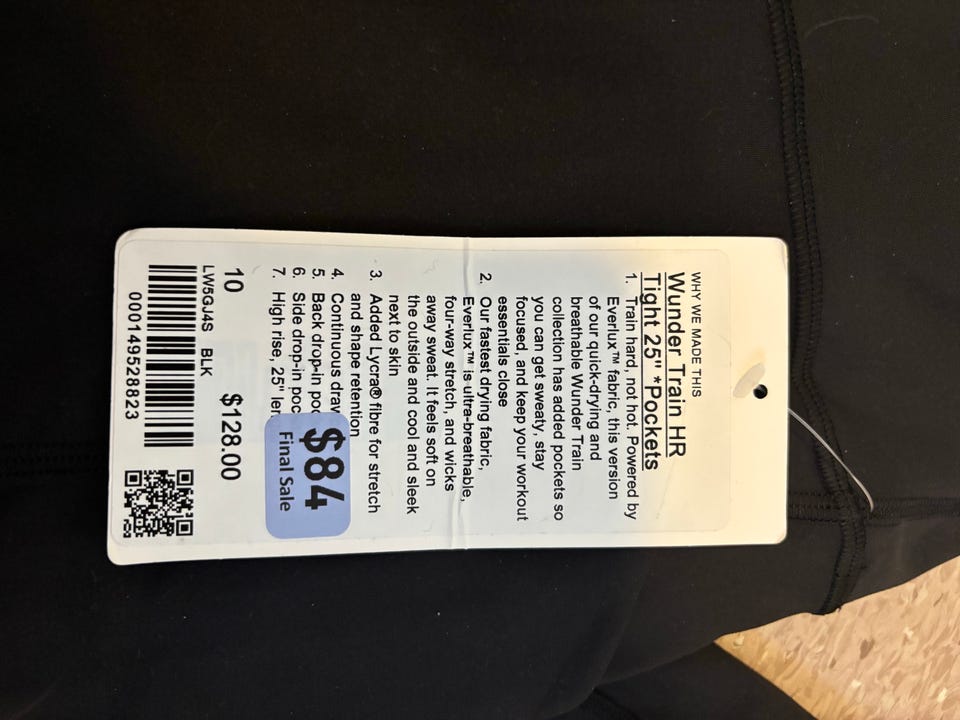 WHY WE MADE THIS
Wunder Train HR
Tight 25" *Pockets
1. Train hard, not hot. Powered by
Everlux™ fabric, this version
of our quick-drying and
breathable Wunder Train
collection has added pockets so
you can get sweaty, stay
focused, and keep your workout
essentials close
2. Our fastest drying fabric,
Everlux™ is ultra-breathable,
four-way stretch, and wicks
away sweat. It feels soft on
the outside and cool and sleek
next to skin
3. Added Lycra® fibre for stretch
and shape retention
4. Continuous draw
5. Back drop-in
6. Side drop-in
7. High rise, 25"
$84
Final Sale
10 $128.00
LW5GJ4S BLK
000149528823